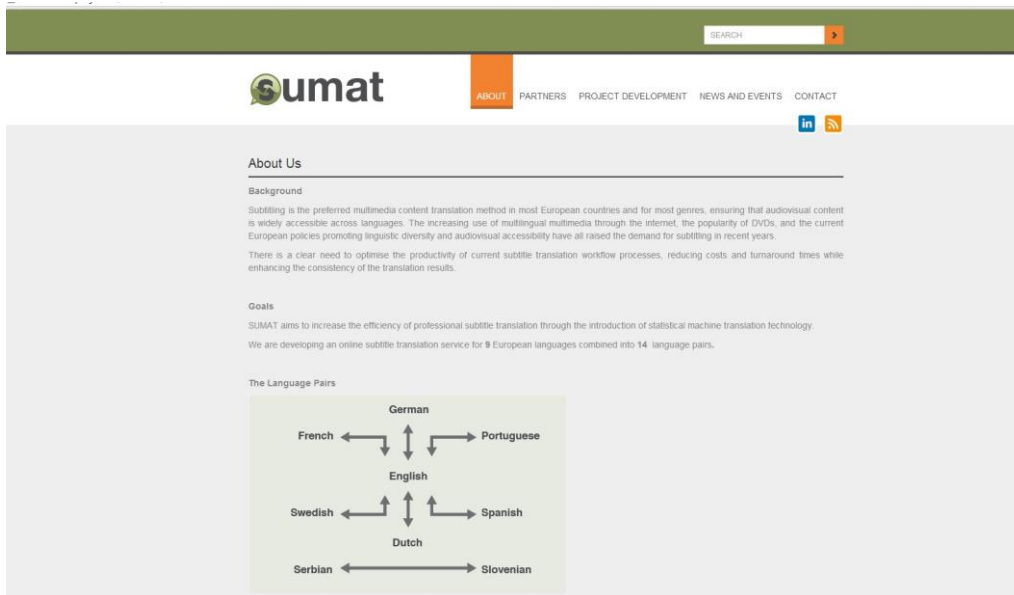 SEARCH
sumat
ABOUT PARTNERS PROJECT DEVELOPMENT NEWS AND EVENTS CONTACT
in
About Us
Background
Subtitling is the preferred multimedia content translation method in most European countries and for most genres, ensuring that audiovisual content
is widely accessible across languages. The increasing use of multilingual multimedia through the internet, the popularity of DVDs, and the current
European policies promoting linguistic diversity and audiovisual accessibility have all raised the demand for subtitling in recent years.
There is a clear need to optimise the productivity of current subtitle translation workflow processes, reducing costs and turnaround times while
enhancing the consistency of the translation results.
Goals
SUMAT aims to increase the efficiency of professional subtitle translation through the introduction of statistical machine translation technology.
We are developing an online subtitle translation service for 9 European languages combined into 14 language pairs.
The Language Pairs
German
French Portuguese
English
Swedish Spanish
Dutch
Serbian Slovenian